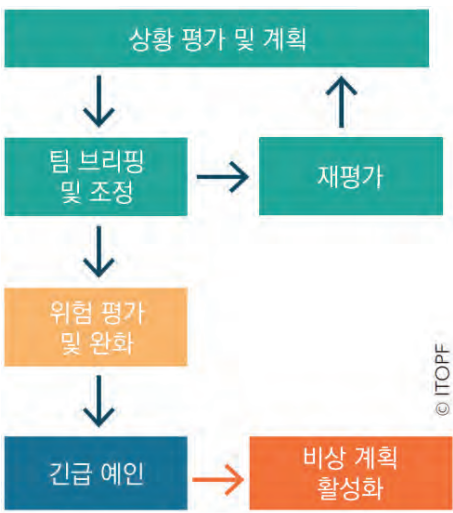 상황 평가 및 계획
팀 브리핑
및 조정
재평가
위험 평가
및 완화
긴급 예인
비상 계획
활성화
© ITOPF